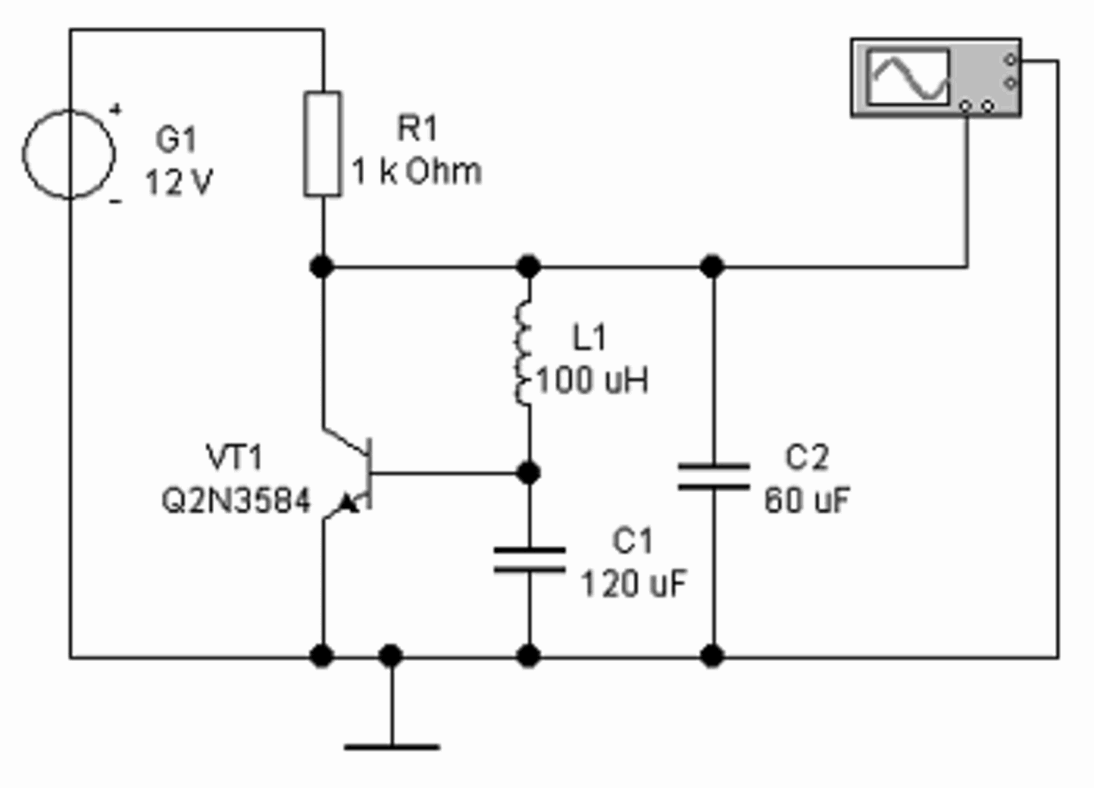 +
G1
12 V
-
R1
1 k Ohm
L1
100 uH
VT1
Q2N3584
C2
60 uF
C1
120 uF